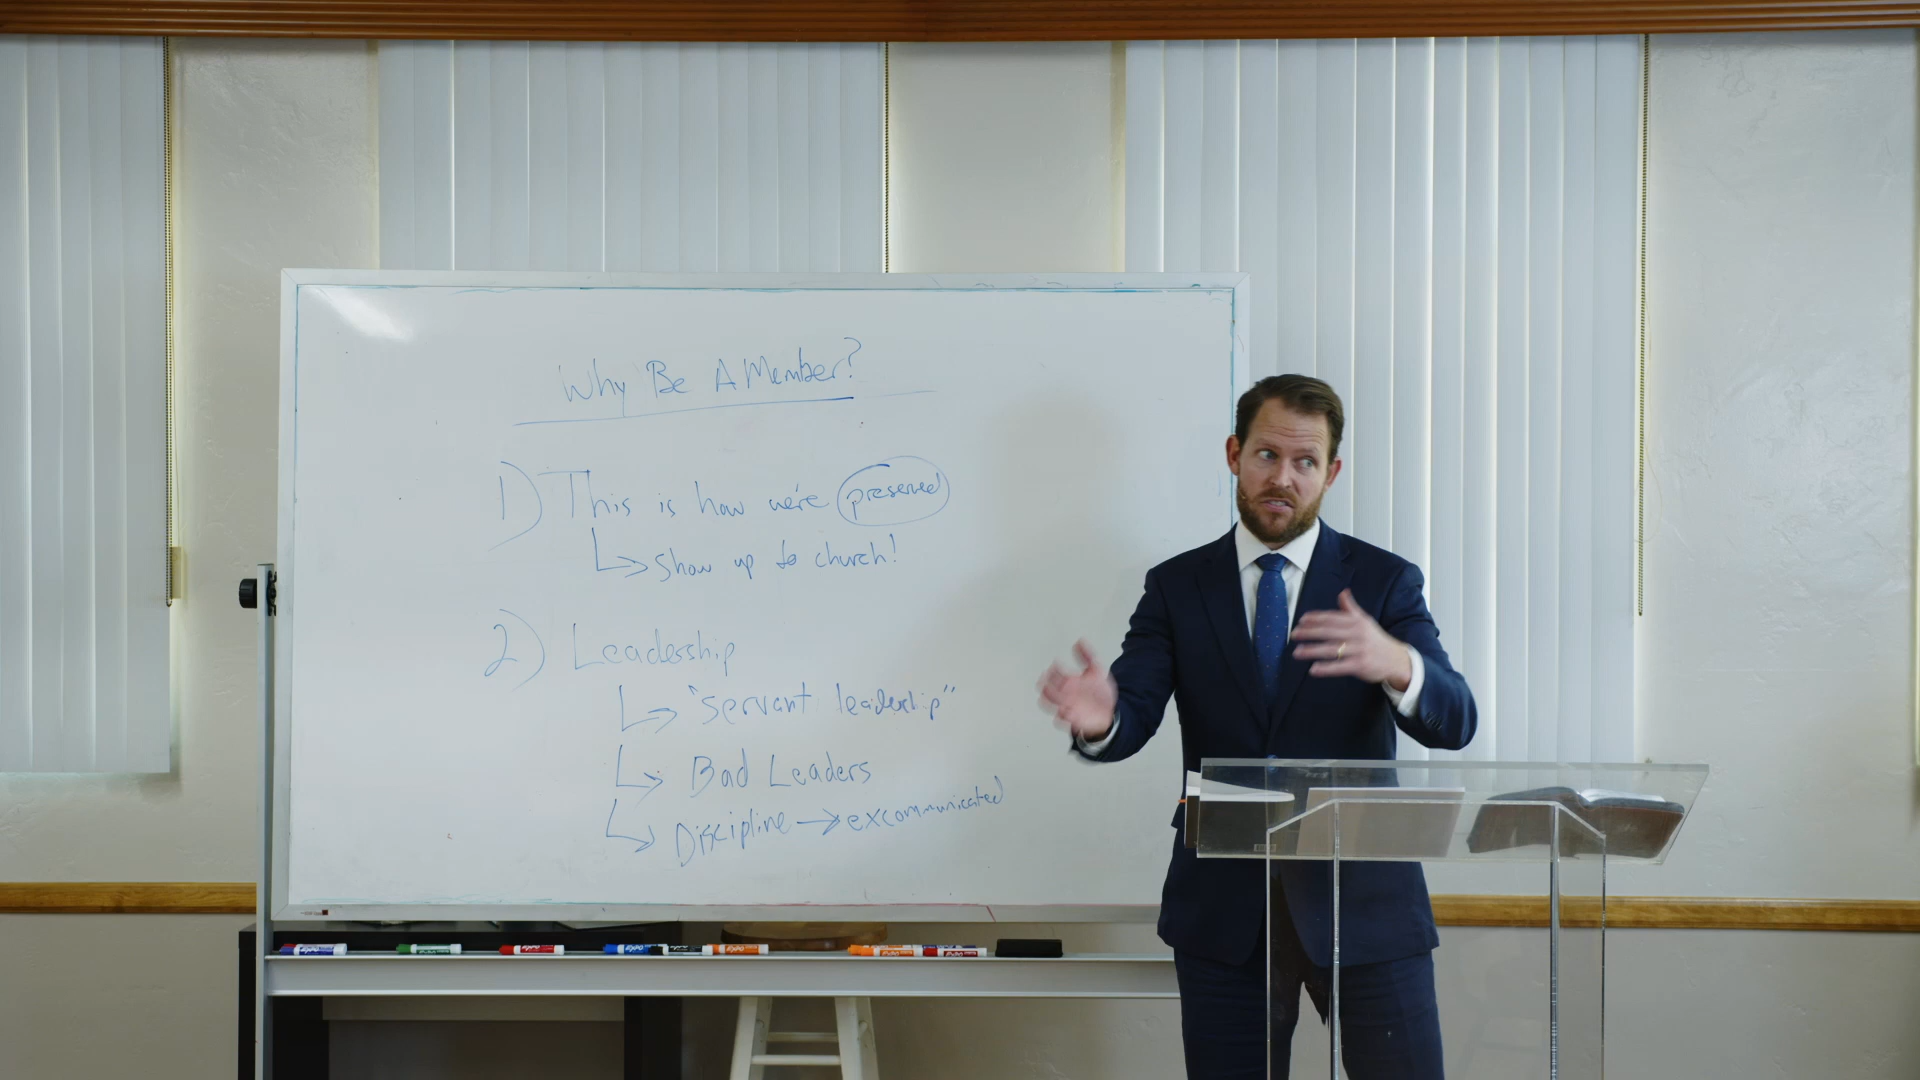 Why Be A Member?
1) This is how we're preserved
↳ Show up to church!
2) Leadership
↳ "servant leadership"
↳ Bad Leaders
↳ Discipline → excommunicated